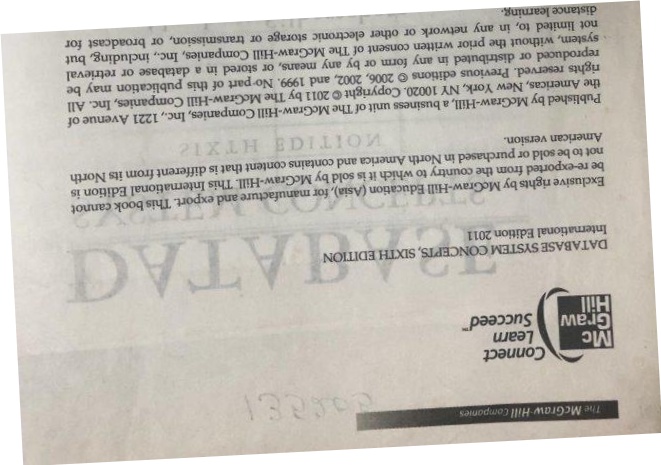 The McGraw-Hill Companies
135205
Connect
Learn
Succeed™
Mc
Graw
Hill
DATABASE SYSTEM CONCEPTS, SIXTH EDITION
International Edition 2011
Exclusive rights by McGraw-Hill Education (Asia), for manufacture and export. This book cannot
be re-exported from the country to which it is sold by McGraw-Hill. This International Edition is
not to be sold or purchased in North America and contains content that is different from its North
American version.
Published by McGraw-Hill, a business unit of The McGraw-Hill Companies, Inc., 1221 Avenue of
the Americas, New York, NY 10020. Copyright © 2011 by The McGraw-Hill Companies, Inc. All
rights reserved. Previous editions © 2006, 2002, and 1999. No part of this publication may be
reproduced or distributed in any form or by any means, or stored in a database or retrieval
system, without the prior written consent of The McGraw-Hill Companies, Inc., including, but
not limited to, in any network or other electronic storage or transmission, or broadcast for
distance learning.
DATABASE
SYSTEM CONCEPTS
SIXTH EDITION